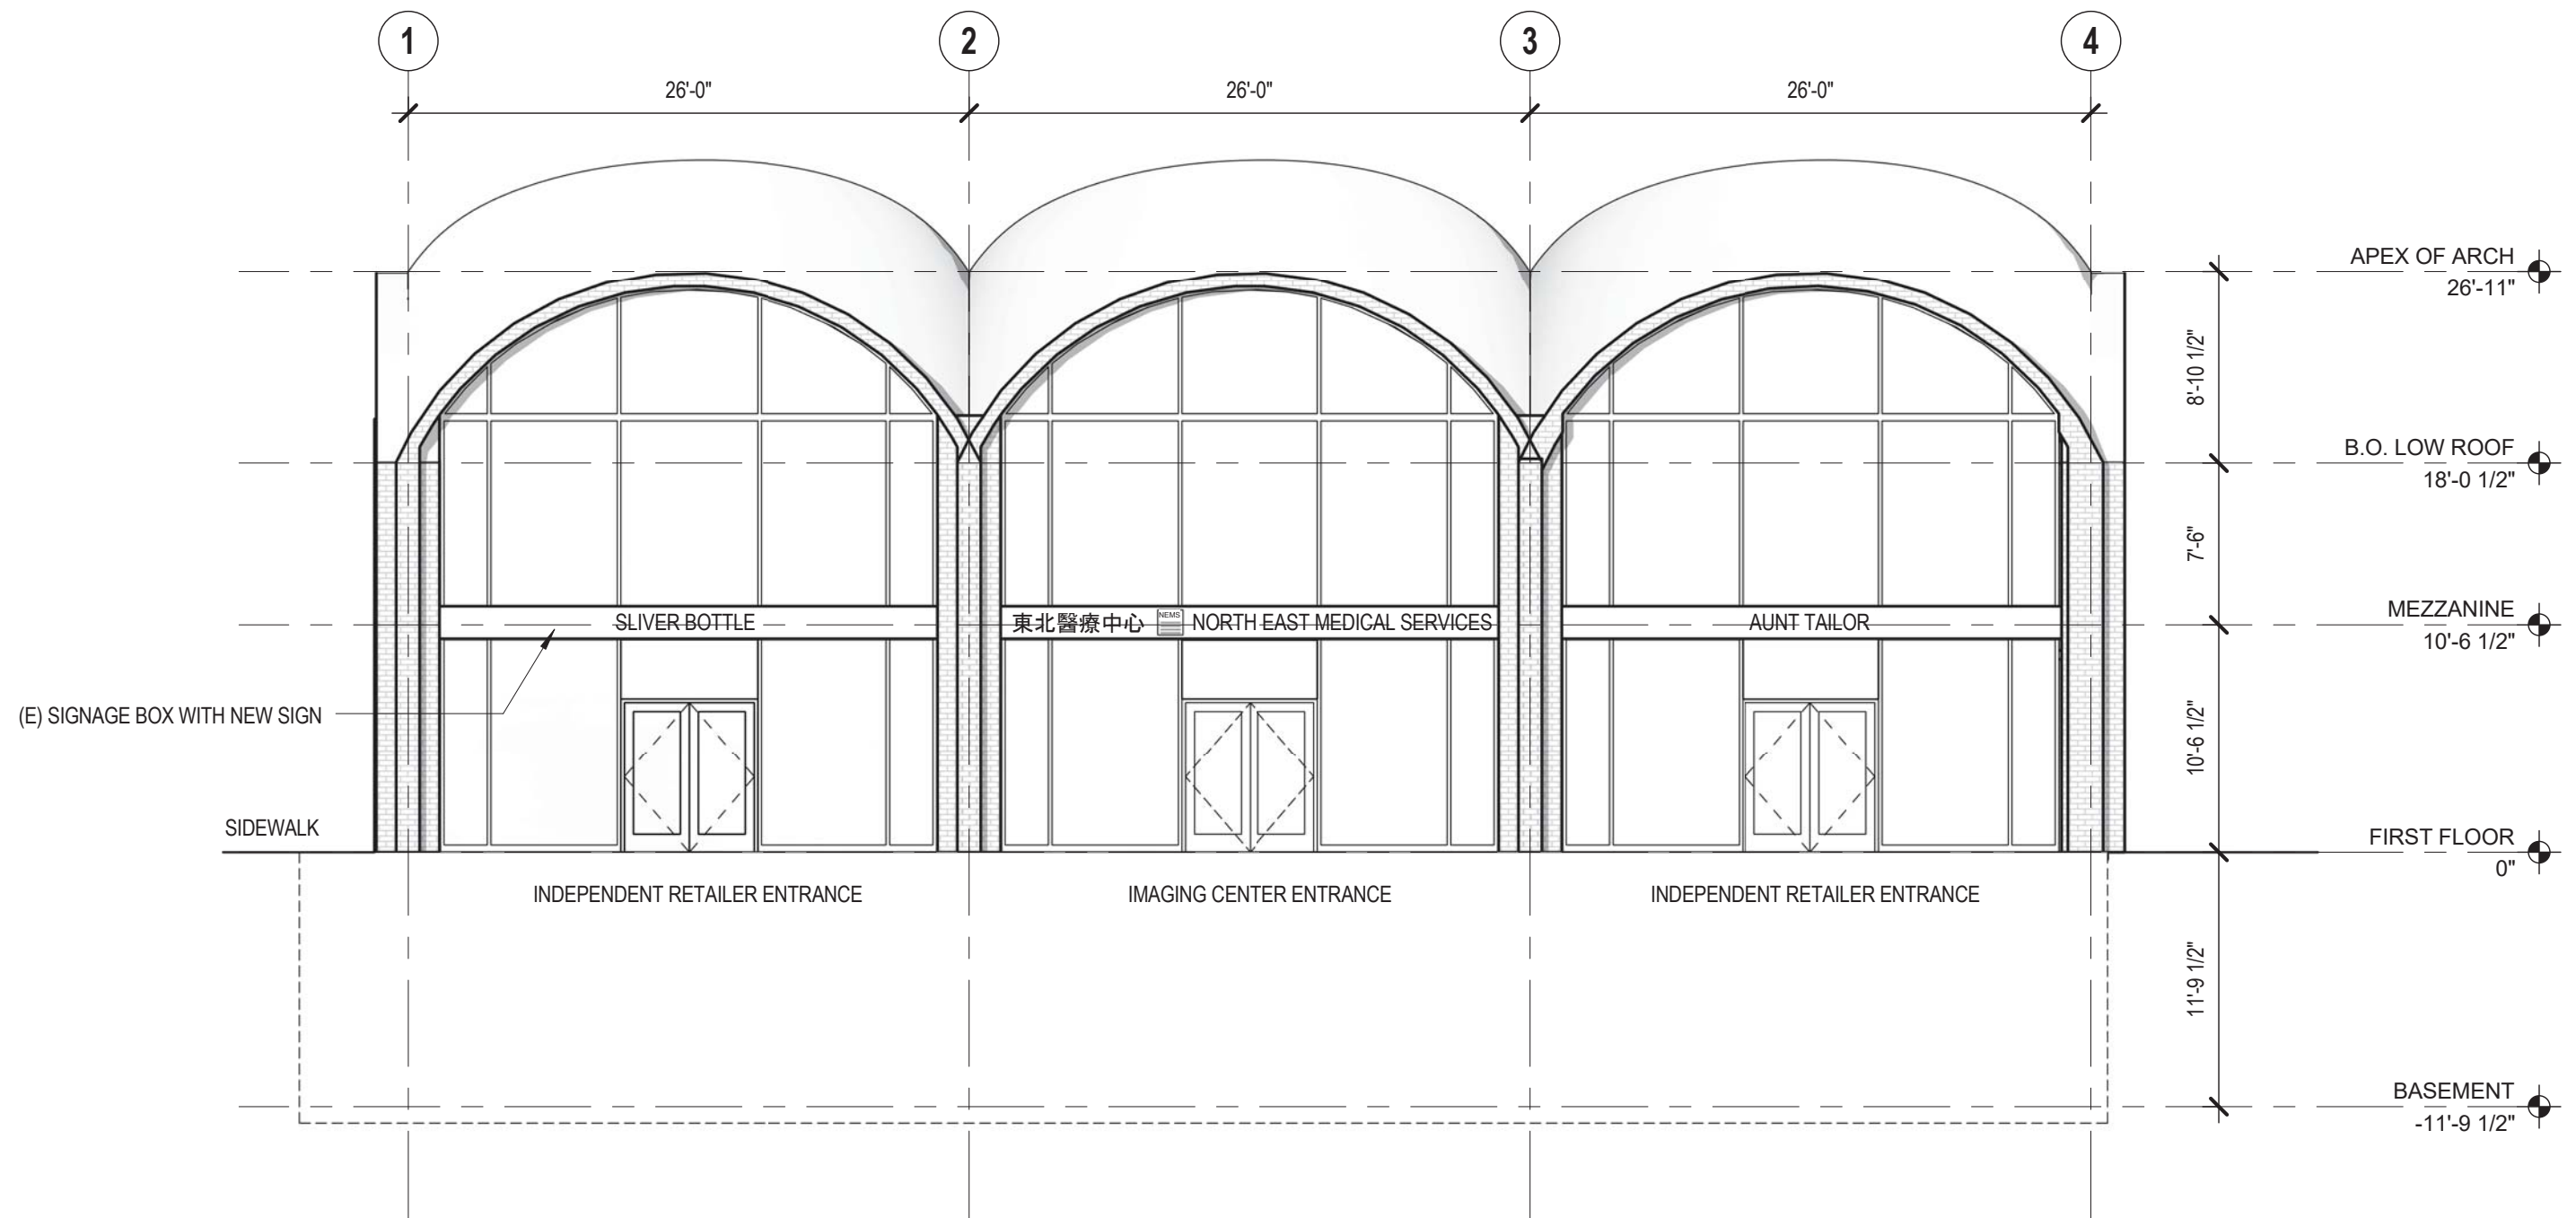 1
2
3
4
26'-0"
26'-0"
26'-0"
APEX OF ARCH
26'-11"
8'-10 1/2"
B.O. LOW ROOF
18'-0 1/2"
7'-6"
MEZZANINE
10'-6 1/2"
SLIVER BOTTLE
東北醫療中心 NEMS NORTH EAST MEDICAL SERVICES
AUNT TAILOR
(E) SIGNAGE BOX WITH NEW SIGN
10'-6 1/2"
SIDEWALK
FIRST FLOOR
0"
INDEPENDENT RETAILER ENTRANCE
IMAGING CENTER ENTRANCE
INDEPENDENT RETAILER ENTRANCE
11'-9 1/2"
BASEMENT
-11'-9 1/2"